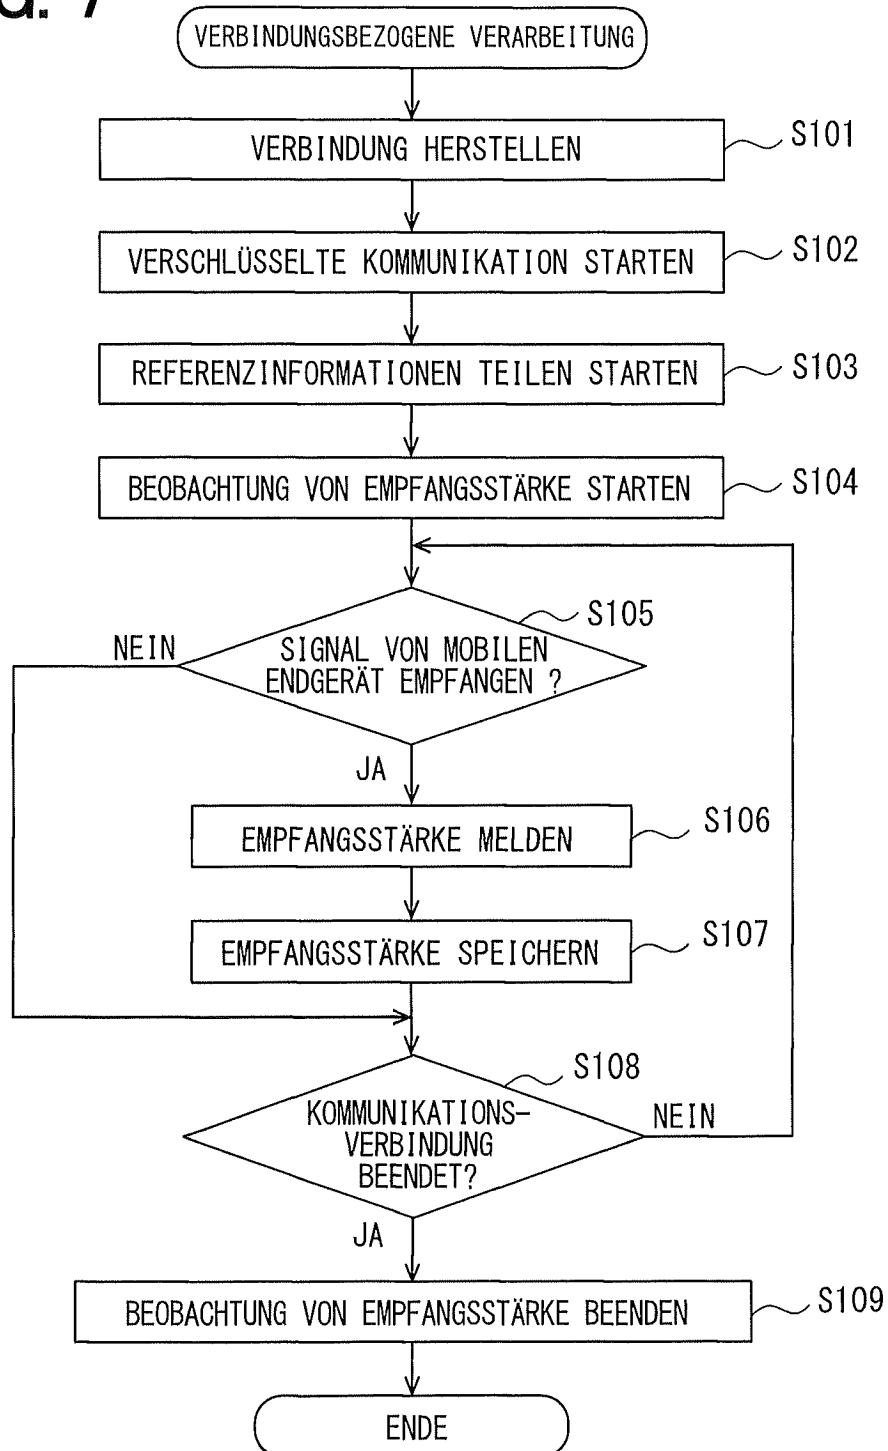 VERBINDUNGSBEZOGENE VERARBEITUNG
VERBINDUNG HERSTELLEN
S101
VERSCHLÜSSELTE KOMMUNIKATION STARTEN
S102
REFERENZINFORMATIONEN TEILEN STARTEN
S103
BEOBACHTUNG VON EMPFANGSSTÄRKE STARTEN
S104
S105
NEIN
SIGNAL VON MOBILEN
ENDGERÄT EMPFANGEN ?
JA
EMPFANGSSTÄRKE MELDEN
S106
EMPFANGSSTÄRKE SPEICHERN
S107
S108
KOMMUNIKATIONS-
VERBINDUNG
BEENDET?
NEIN
JA
BEOBACHTUNG VON EMPFANGSSTÄRKE BEENDEN
S109
ENDE